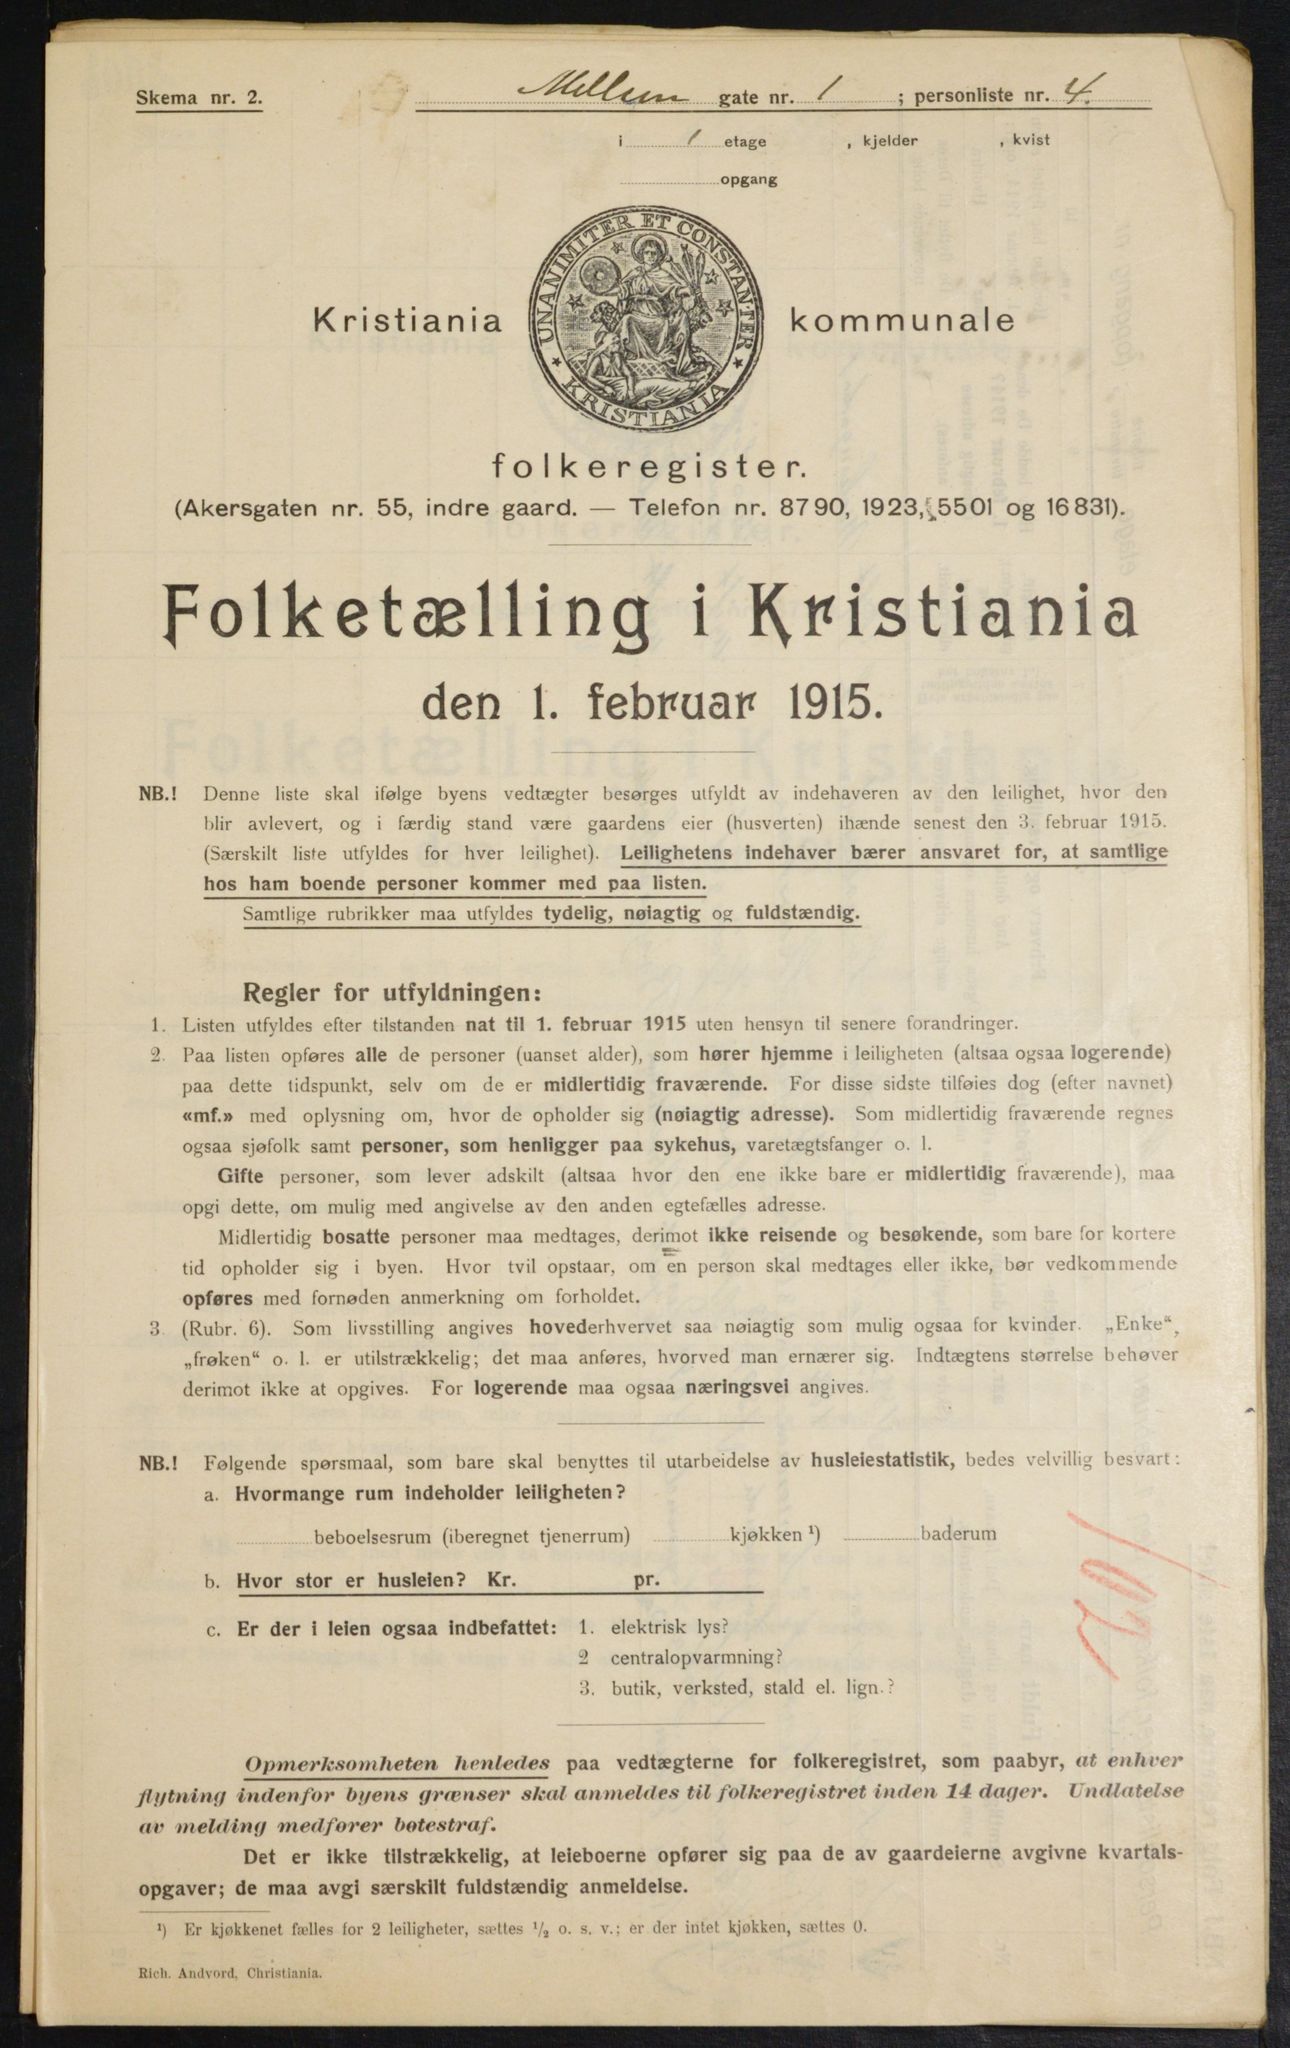 Skema nr. 2.
Mellum gate nr. 1 ; personliste nr. 4.
i 1 etage , kjelder , kvist
opgang
UNANIMITER ET CONSTANTER
KRISTIANIA
Kristiania kommunale
folkeregister.
(Akersgaten nr. 55, indre gaard. — Telefon nr. 8790, 1923, 5501 og 16831).
Folketælling i Kristiania
den 1. februar 1915.
NB.! Denne liste skal ifølge byens vedtægter besørges utfyldt av indehaveren av den leilighet, hvor den
blir avlevert, og i færdig stand være gaardens eier (husverten) ihænde senest den 3. februar 1915.
(Særskilt liste utfyldes for hver leilighet). Leilighetens indehaver bærer ansvaret for, at samtlige
hos ham boende personer kommer med paa listen.
Samtlige rubrikker maa utfyldes tydelig, nøiagtig og fuldstændig.
Regler for utfyldningen:
1. Listen utfyldes efter tilstanden nat til 1. februar 1915 uten hensyn til senere forandringer.
2. Paa listen opføres alle de personer (uanset alder), som hører hjemme i leiligheten (altsaa ogsaa logerende)
paa dette tidspunkt, selv om de er midlertidig fraværende. For disse sidste tilføies dog (efter navnet)
«mf.» med oplysning om, hvor de opholder sig (nøiagtig adresse). Som midlertidig fraværende regnes
ogsaa sjøfolk samt personer, som henligger paa sykehus, varetægtsfanger o. l.
Gifte personer, som lever adskilt (altsaa hvor den ene ikke bare er midlertidig fraværende), maa
opgi dette, om mulig med angivelse av den anden egtefælles adresse.
Midlertidig bosatte personer maa medtages, derimot ikke reisende og besøkende, som bare for kortere
tid opholder sig i byen. Hvor tvil opstaar, om en person skal medtages eller ikke, bør vedkommende
opføres med fornøden anmerkning om forholdet.
3. (Rubr. 6). Som livsstilling angives hovederhvervet saa nøiagtig som mulig ogsaa for kvinder. „Enke“,
„frøken“ o. l. er utilstrækkelig; det maa anføres, hvorved man ernærer sig. Indtægtens størrelse behøver
derimot ikke at opgives. For logerende maa ogsaa næringsvei angives.
NB.! Følgende spørsmaal, som bare skal benyttes til utarbeidelse av husleiestatistik, bedes velvillig besvart:
a. Hvormange rum indeholder leiligheten?
beboelsesrum (iberegnet tjenerrum) kjøkken ¹) baderum
b. Hvor stor er husleien? Kr. pr.
c. Er der i leien ogsaa indbefattet: 1. elektrisk lys?
2 centralopvarmning?
3. butik, verksted, stald el. lign.?
Opmerksomheten henledes paa vedtægterne for folkeregistret, som paabyr, at enhver
flytning indenfor byens grænser skal anmeldes til folkeregistret inden 14 dager. Undlatelse
av melding medfører bøtestraf.
Det er ikke tilstrækkelig, at leieboerne opfører sig paa de av gaardeierne avgivne kvartals-
opgaver; de maa avgi særskilt fuldstændig anmeldelse.
¹) Er kjøkkenet fælles for 2 leiligheter, sættes ½ o. s. v.; er der intet kjøkken, sættes 0.
Rich. Andvord, Christiania.